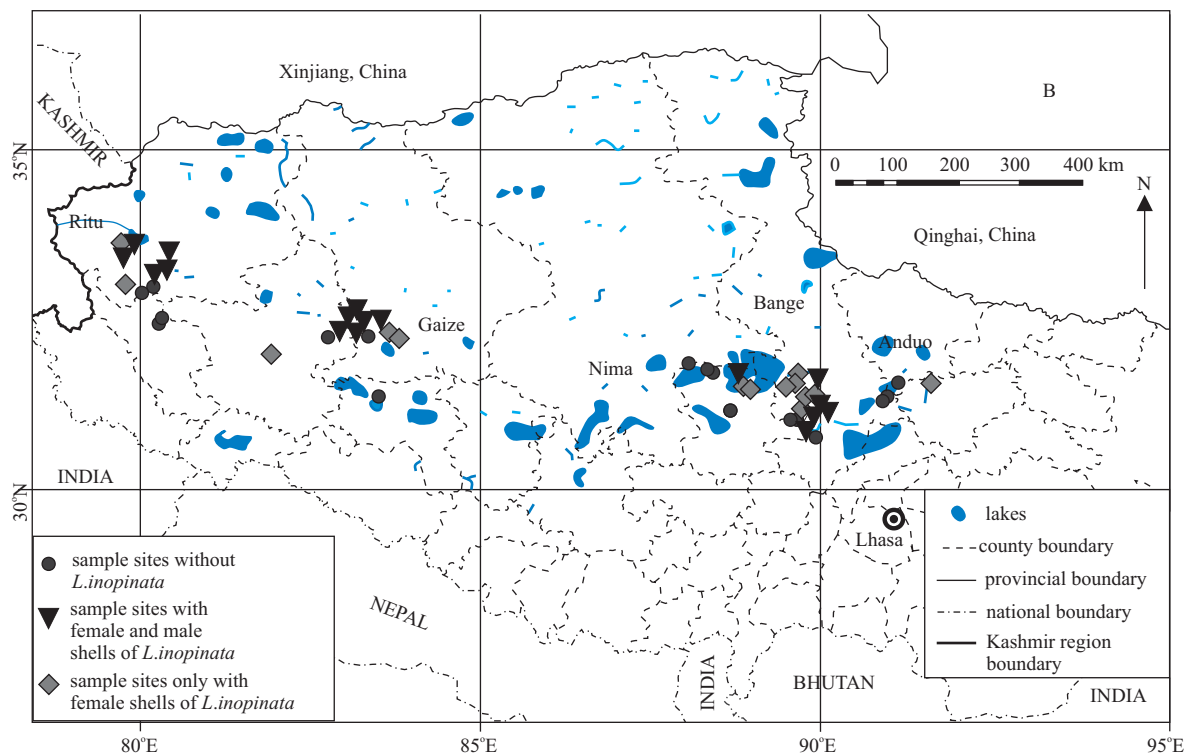 Xinjiang, China
B
KASHMIR
35°N
0 100 200 300 400 km
N
Ritu
Qinghai, China
Bange
Gaize
Anduo
Nima
INDIA
30°N
lakes
county boundary
provincial boundary
national boundary
Kashmir region
boundary
Lhasa
sample sites without
L.inopinata
sample sites with
female and male
shells of L.inopinata
sample sites only with
female shells of L.inopinata
NEPAL
INDIA
BHUTAN
INDIA
80°E 85°E 90°E 95°E